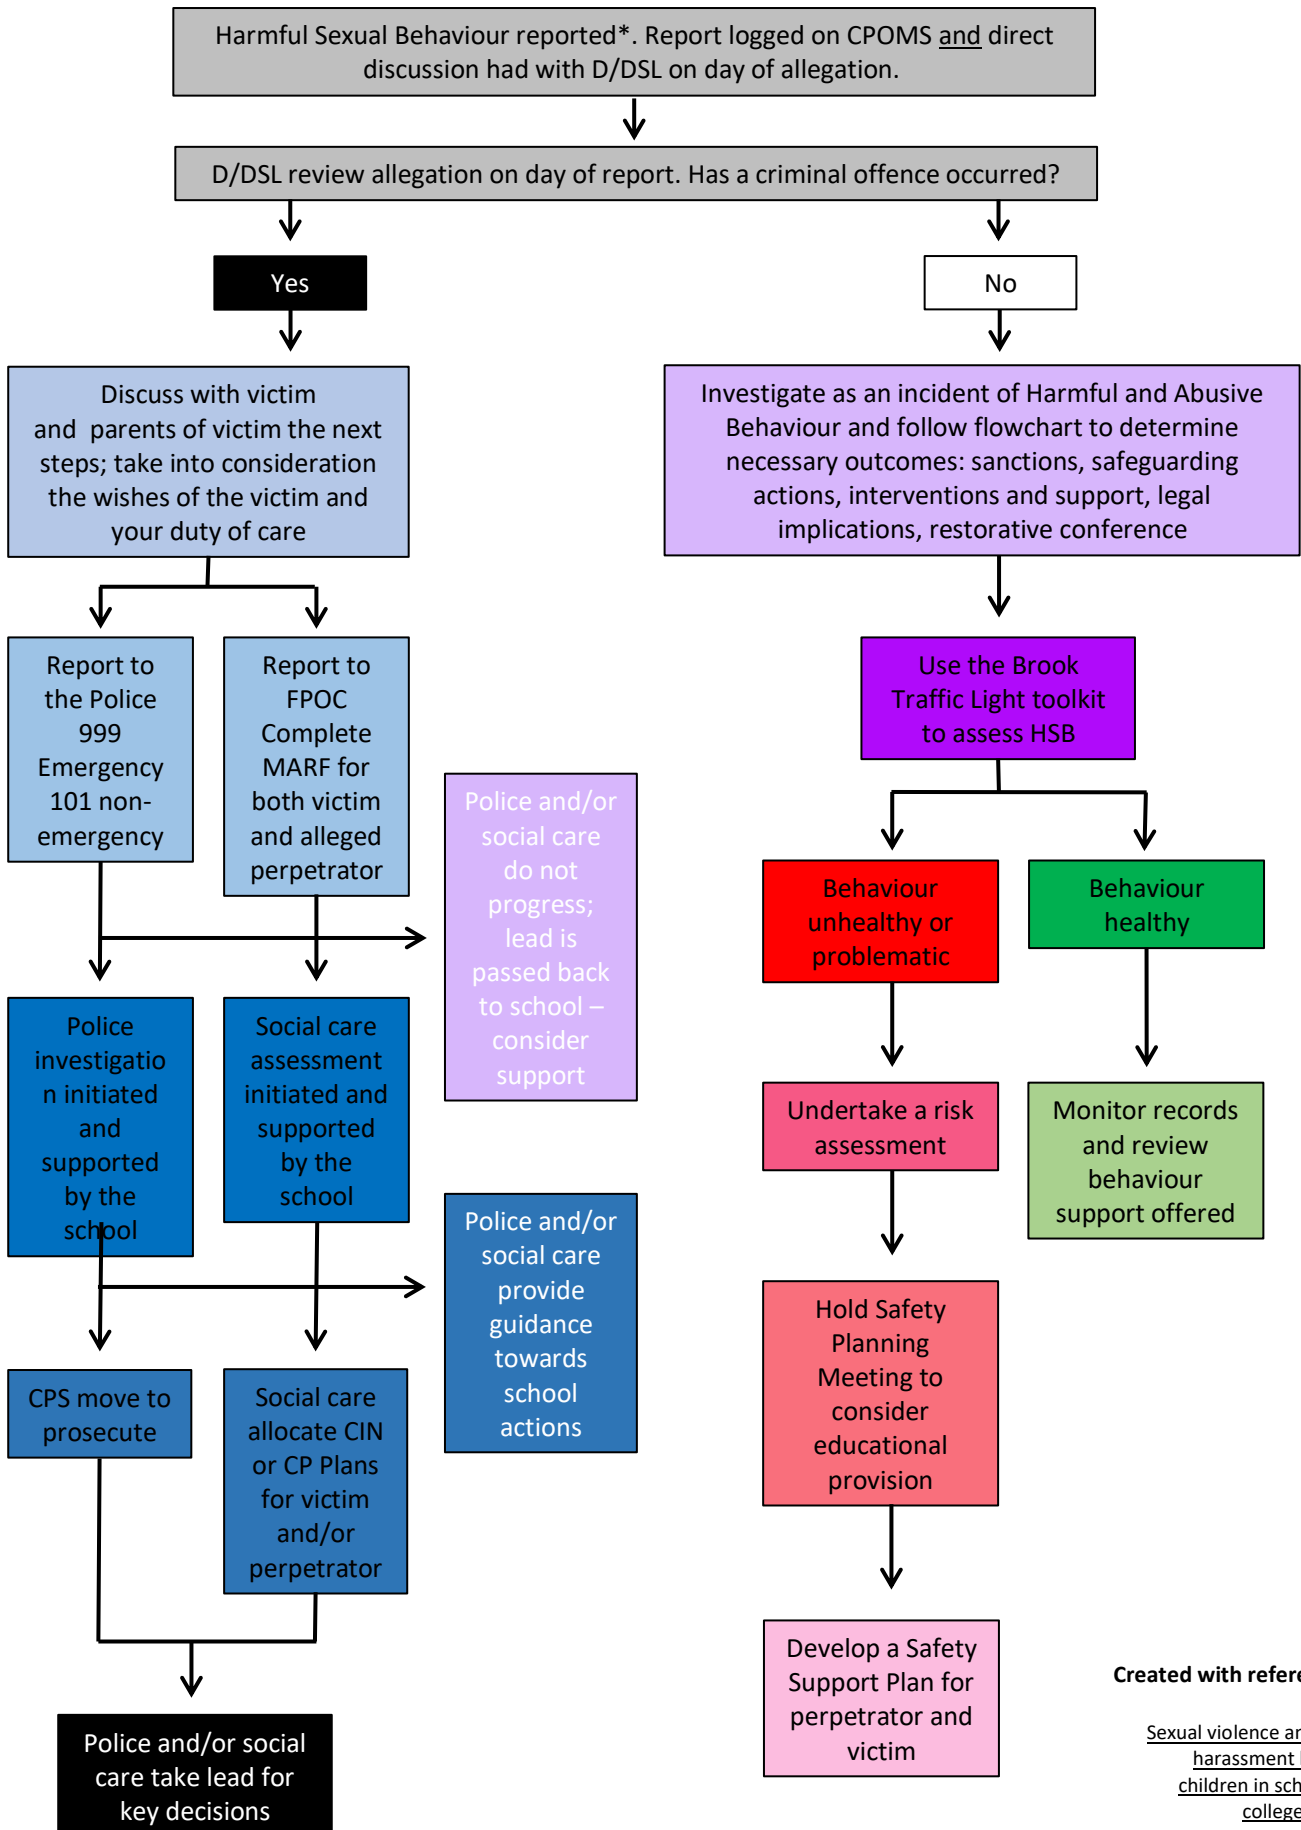 Harmful Sexual Behaviour reported*. Report logged on CPOMS and direct
discussion had with D/DSL on day of allegation.
D/DSL review allegation on day of report. Has a criminal offence occurred?
Yes
No
Discuss with victim
and parents of victim the next
steps; take into consideration
the wishes of the victim and
your duty of care
Investigate as an incident of Harmful and Abusive
Behaviour and follow flowchart to determine
necessary outcomes: sanctions, safeguarding
actions, interventions and support, legal
implications, restorative conference
Report to
the Police
999
Emergency
101 non-
emergency
Report to
FPOC
Complete
MARF for
both victim
and alleged
perpetrator
Police and/or
social care
do not
progress;
lead is
passed back
to school –
consider
support
Use the Brook
Traffic Light toolkit
to assess HSB
Behaviour
unhealthy or
problematic
Behaviour
healthy
Police
investigatio
n initiated
and
supported
by the
school
Social care
assessment
initiated and
supported
by the
school
Police and/or
social care
provide
guidance
towards
school
actions
Undertake a risk
assessment
Monitor records
and review
behaviour
support offered
CPS move to
prosecute
Social care
allocate CIN
or CP Plans
for victim
and/or
perpetrator
Hold Safety
Planning
Meeting to
consider
educational
provision
Police and/or social
care take lead for
key decisions
Develop a Safety
Support Plan for
perpetrator and
victim
Created with
Sexual violence
harassment
children in